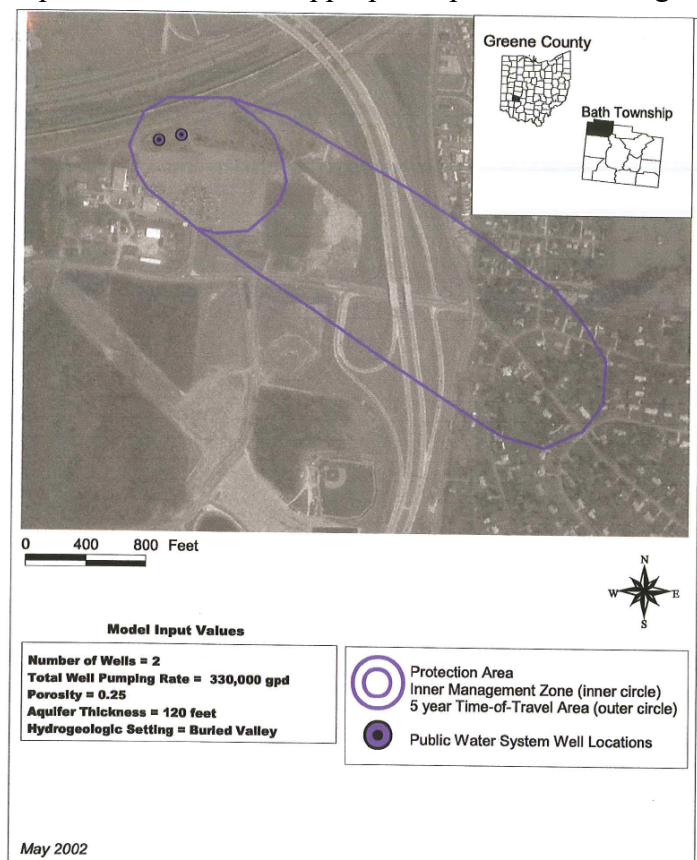 Greene County
Bath Township
0 400 800 Feet
N
W E
S
Model Input Values
Number of Wells = 2
Total Well Pumping Rate = 330,000 gpd
Porosity = 0.25
Aquifer Thickness = 120 feet
Hydrogeologic Setting = Buried Valley
Protection Area
Inner Management Zone (inner circle)
5 year Time-of-Travel Area (outer circle)
Public Water System Well Locations
May 2002